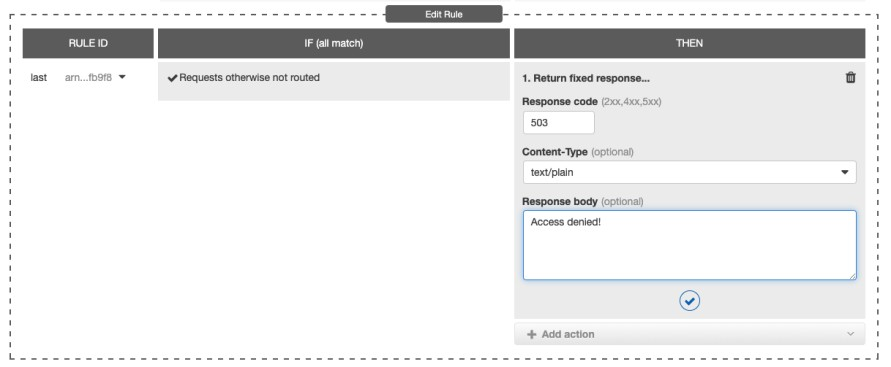 Edit Rule
RULE ID
IF (all match)
THEN
last arn...fb9f8
Requests otherwise not routed
1. Return fixed response...
Response code (2xx,4xx,5xx)
503
Content-Type (optional)
text/plain
Response body (optional)
Access denied!
Add action